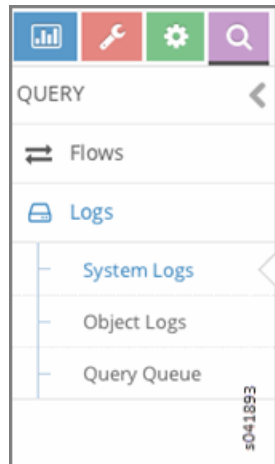 QUERY
Flows
Logs
System Logs
Object Logs
Query Queue
s041893